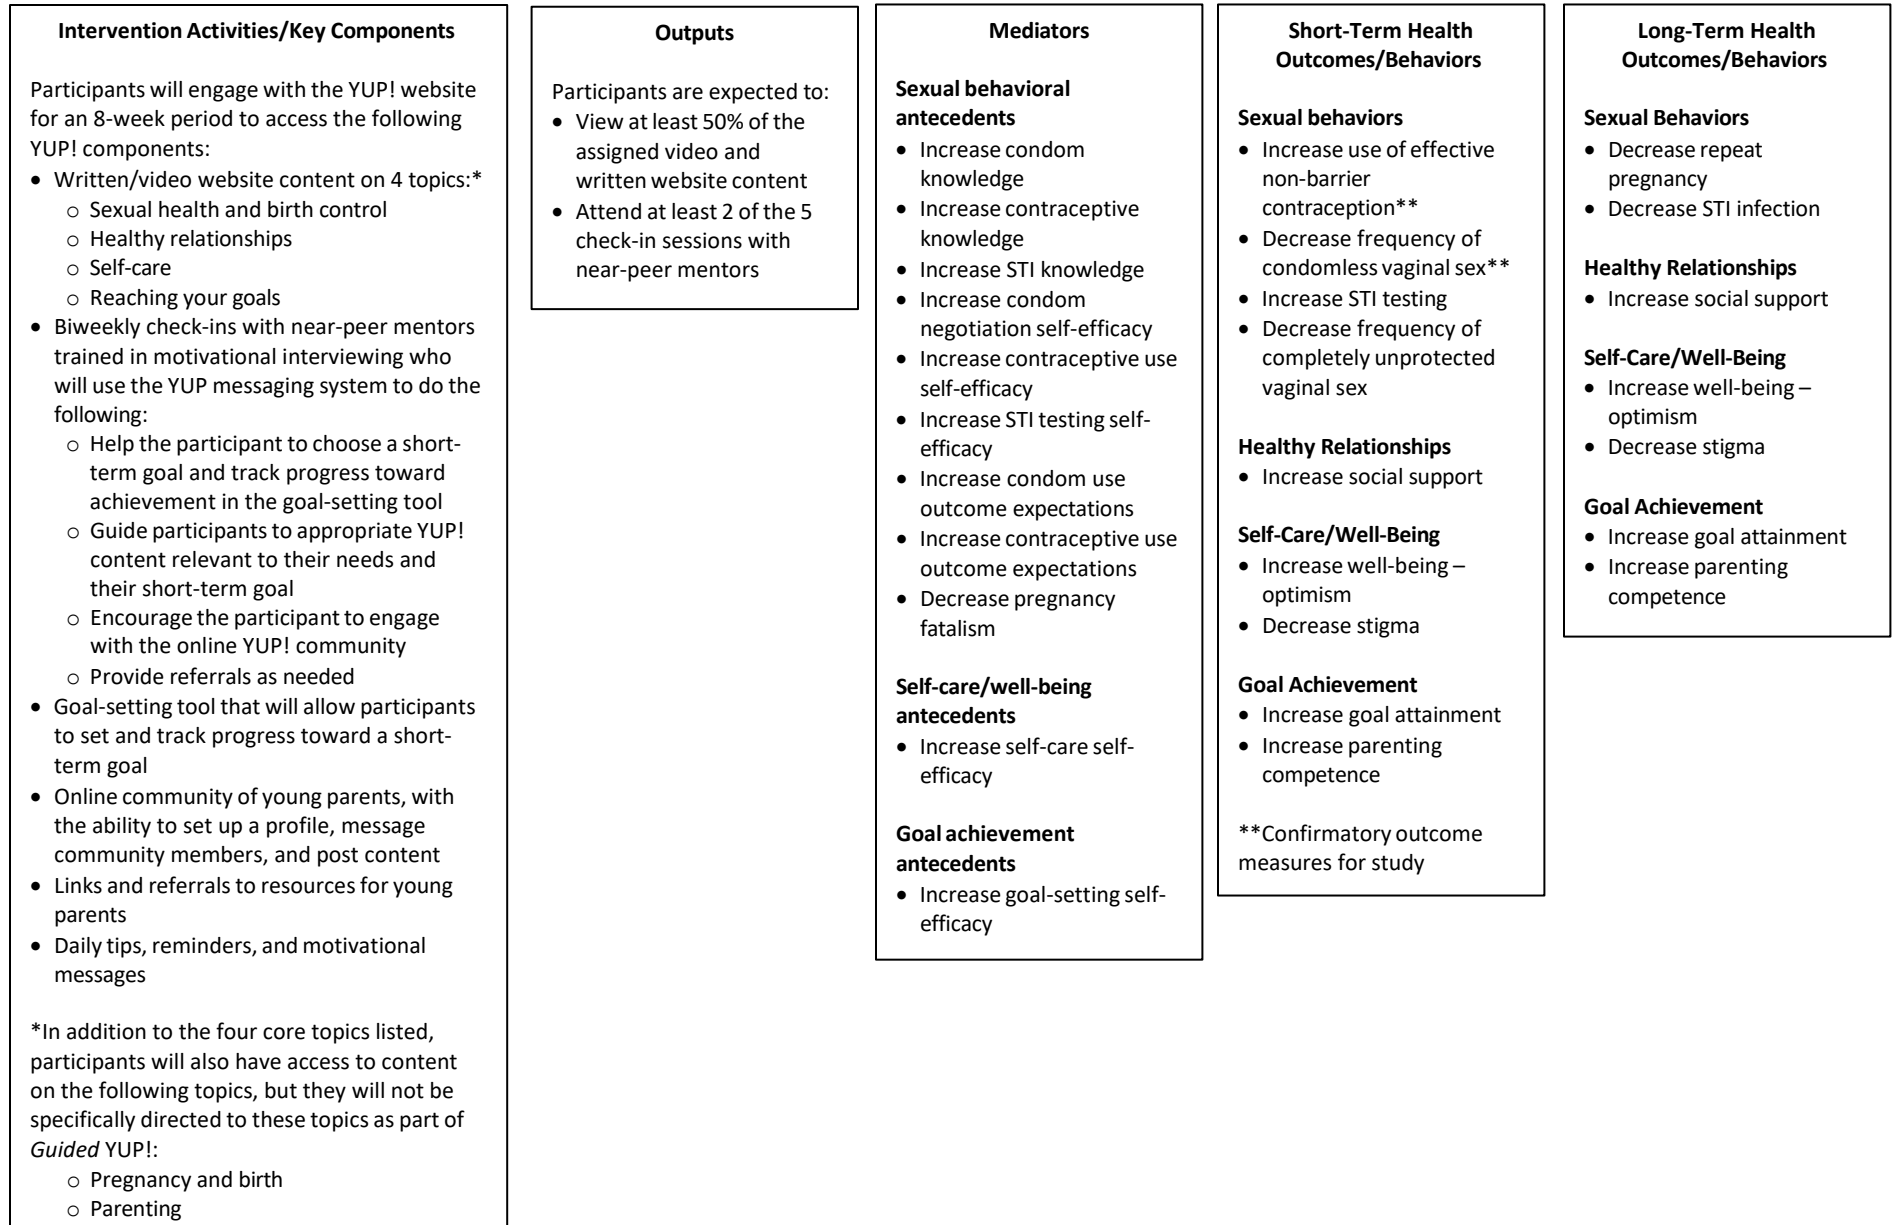 Intervention Activities/Key Components
Participants will engage with the YUP! website
for an 8-week period to access the following
YUP! components:
• Written/video website content on 4 topics:*
o Sexual health and birth control
o Healthy relationships
o Self-care
o Reaching your goals
• Biweekly check-ins with near-peer mentors
trained in motivational interviewing who
will use the YUP messaging system to do the
following:
o Help the participant to choose a short-
term goal and track progress toward
achievement in the goal-setting tool
o Guide participants to appropriate YUP!
content relevant to their needs and
their short-term goal
o Encourage the participant to engage
with the online YUP! community
o Provide referrals as needed
• Goal-setting tool that will allow participants
to set and track progress toward a short-
term goal
• Online community of young parents, with
the ability to set up a profile, message
community members, and post content
• Links and referrals to resources for young
parents
• Daily tips, reminders, and motivational
messages
*In addition to the four core topics listed,
participants will also have access to content
on the following topics, but they will not be
specifically directed to these topics as part of
Guided YUP!:
o Pregnancy and birth
o Parenting
Outputs
Participants are expected to:
• View at least 50% of the
assigned video and
written website content
• Attend at least 2 of the 5
check-in sessions with
near-peer mentors
Mediators
Sexual behavioral
antecedents
• Increase condom
knowledge
• Increase contraceptive
knowledge
• Increase STI knowledge
• Increase condom
negotiation self-efficacy
• Increase contraceptive use
self-efficacy
• Increase STI testing self-
efficacy
• Increase condom use
outcome expectations
• Increase contraceptive use
outcome expectations
• Decrease pregnancy
fatalism
Self-care/well-being
antecedents
• Increase self-care self-
efficacy
Goal achievement
antecedents
• Increase goal-setting self-
efficacy
Short-Term Health
Outcomes/Behaviors
Sexual behaviors
• Increase use of effective
non-barrier
contraception**
• Decrease frequency of
condomless vaginal sex**
• Increase STI testing
• Decrease frequency of
completely unprotected
vaginal sex
Healthy Relationships
• Increase social support
Self-Care/Well-Being
• Increase well-being –
optimism
• Decrease stigma
Goal Achievement
• Increase goal attainment
• Increase parenting
competence
**Confirmatory outcome
measures for study
Long-Term Health
Outcomes/Behaviors
Sexual Behaviors
• Decrease repeat
pregnancy
• Decrease STI infection
Healthy Relationships
• Increase social support
Self-Care/Well-Being
• Increase well-being –
optimism
• Decrease stigma
Goal Achievement
• Increase goal attainment
• Increase parenting
competence